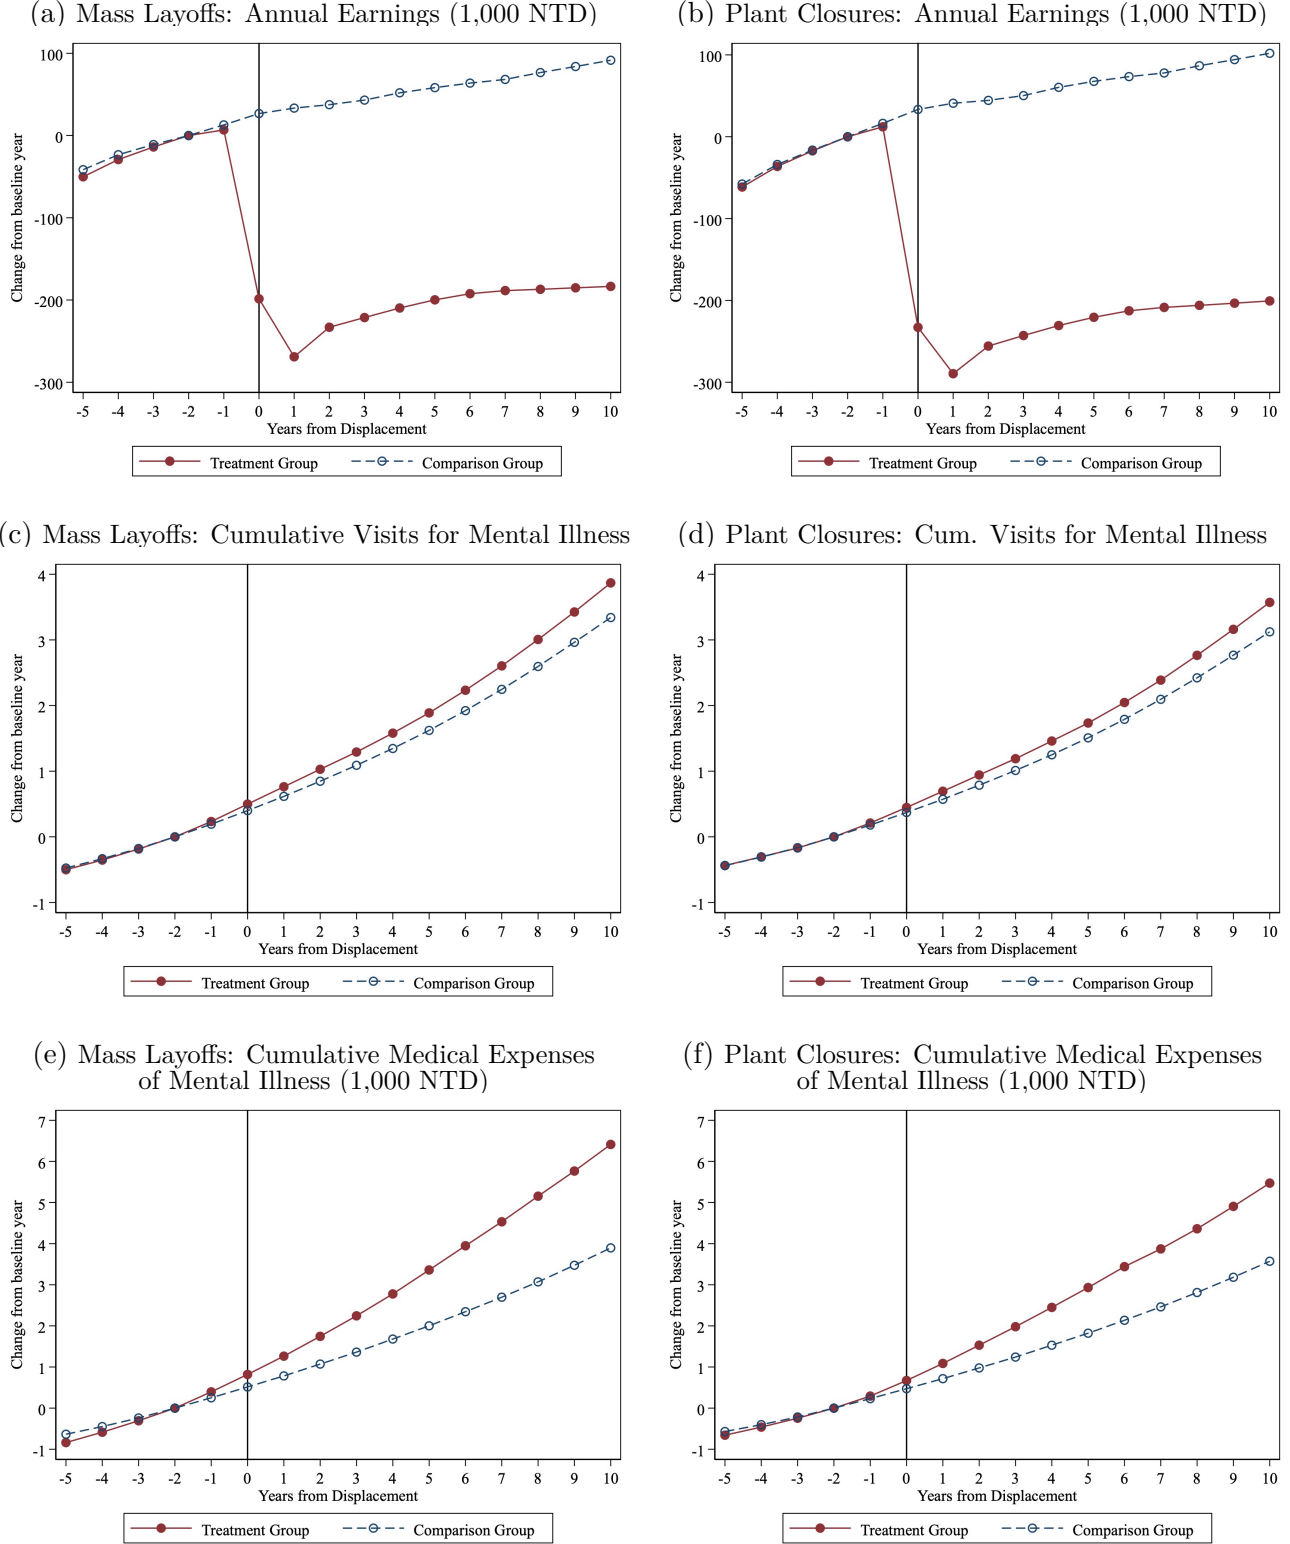 (a) Mass Layoffs: Annual Earnings (1,000 NTD)
100
0
-100
-200
-300
Change from baseline year
-5 -4 -3 -2 -1 0 1 2 3 4 5 6 7 8 9 10
Years from Displacement
Treatment Group Comparison Group
(b) Plant Closures: Annual Earnings (1,000 NTD)
100
0
-100
-200
-300
Change from baseline year
-5 -4 -3 -2 -1 0 1 2 3 4 5 6 7 8 9 10
Years from Displacement
Treatment Group Comparison Group
(c) Mass Layoffs: Cumulative Visits for Mental Illness
4
3
2
1
0
-1
Change from baseline year
-5 -4 -3 -2 -1 0 1 2 3 4 5 6 7 8 9 10
Years from Displacement
Treatment Group Comparison Group
(d) Plant Closures: Cum. Visits for Mental Illness
4
3
2
1
0
-1
Change from baseline year
-5 -4 -3 -2 -1 0 1 2 3 4 5 6 7 8 9 10
Years from Displacement
Treatment Group Comparison Group
(e) Mass Layoffs: Cumulative Medical Expenses
of Mental Illness (1,000 NTD)
7
6
5
4
3
2
1
0
-1
Change from baseline year
-5 -4 -3 -2 -1 0 1 2 3 4 5 6 7 8 9 10
Years from Displacement
Treatment Group Comparison Group
(f) Plant Closures: Cumulative Medical Expenses
of Mental Illness (1,000 NTD)
7
6
5
4
3
2
1
0
-1
Change from baseline year
-5 -4 -3 -2 -1 0 1 2 3 4 5 6 7 8 9 10
Years from Displacement
Treatment Group Comparison Group